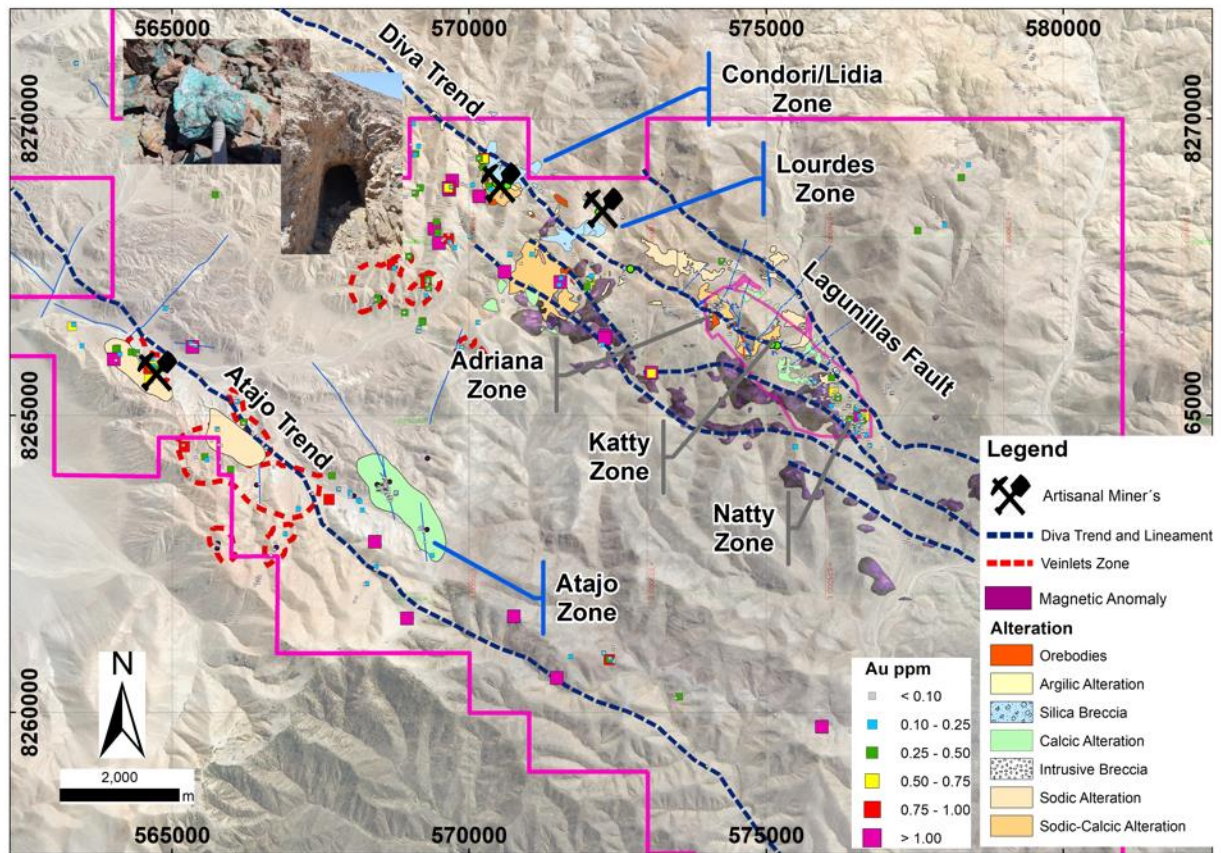 565000
570000
575000
580000
Diva Trend
Condori/Lidia
Zone
Lourdes
Zone
8270000
8270000
Lagunillas Fault
Adriana
Zone
Atajo Trend
Katty
Zone
Natty
Zone
Atajo
Zone
8265000
65000
8260000
N
2,000
m
Au ppm
< 0.10
0.10 - 0.25
0.25 - 0.50
0.50 - 0.75
0.75 - 1.00
> 1.00
Legend
Artisanal Miner´s
Diva Trend and Lineament
Veinlets Zone
Magnetic Anomaly
Alteration
Orebodies
Argilic Alteration
Silica Breccia
Calcic Alteration
Intrusive Breccia
Sodic Alteration
Sodic-Calcic Alteration
565000
570000
575000